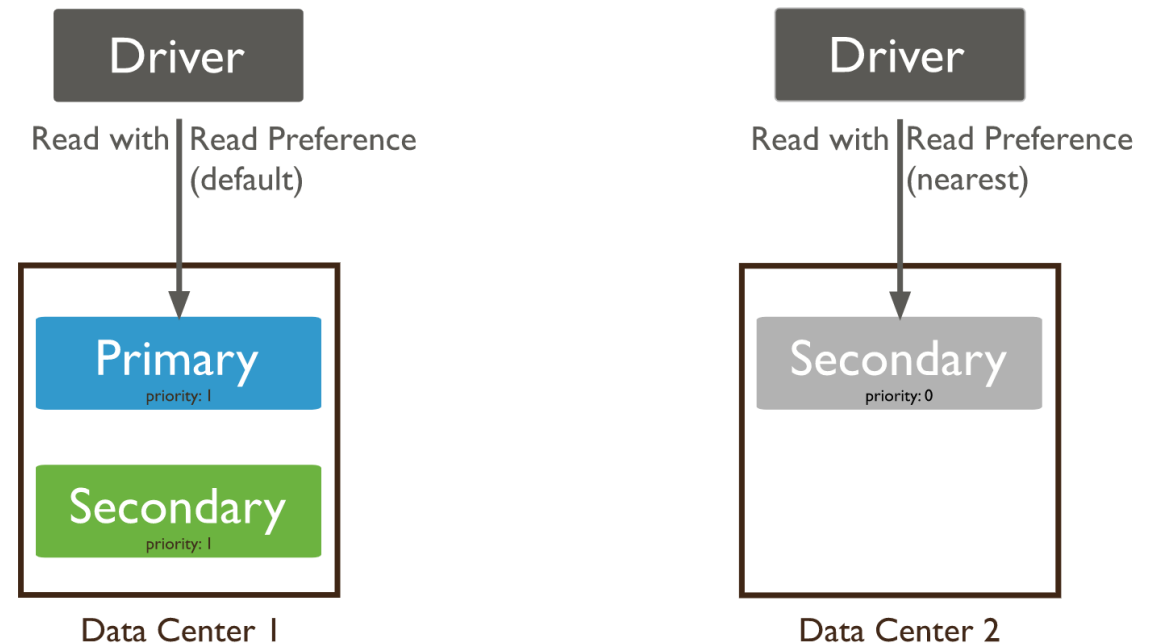 Driver
Read with Read Preference
(default)
Primary
priority: 1
Secondary
priority: 1
Data Center 1
Driver
Read with Read Preference
(nearest)
Secondary
priority: 0
Data Center 2